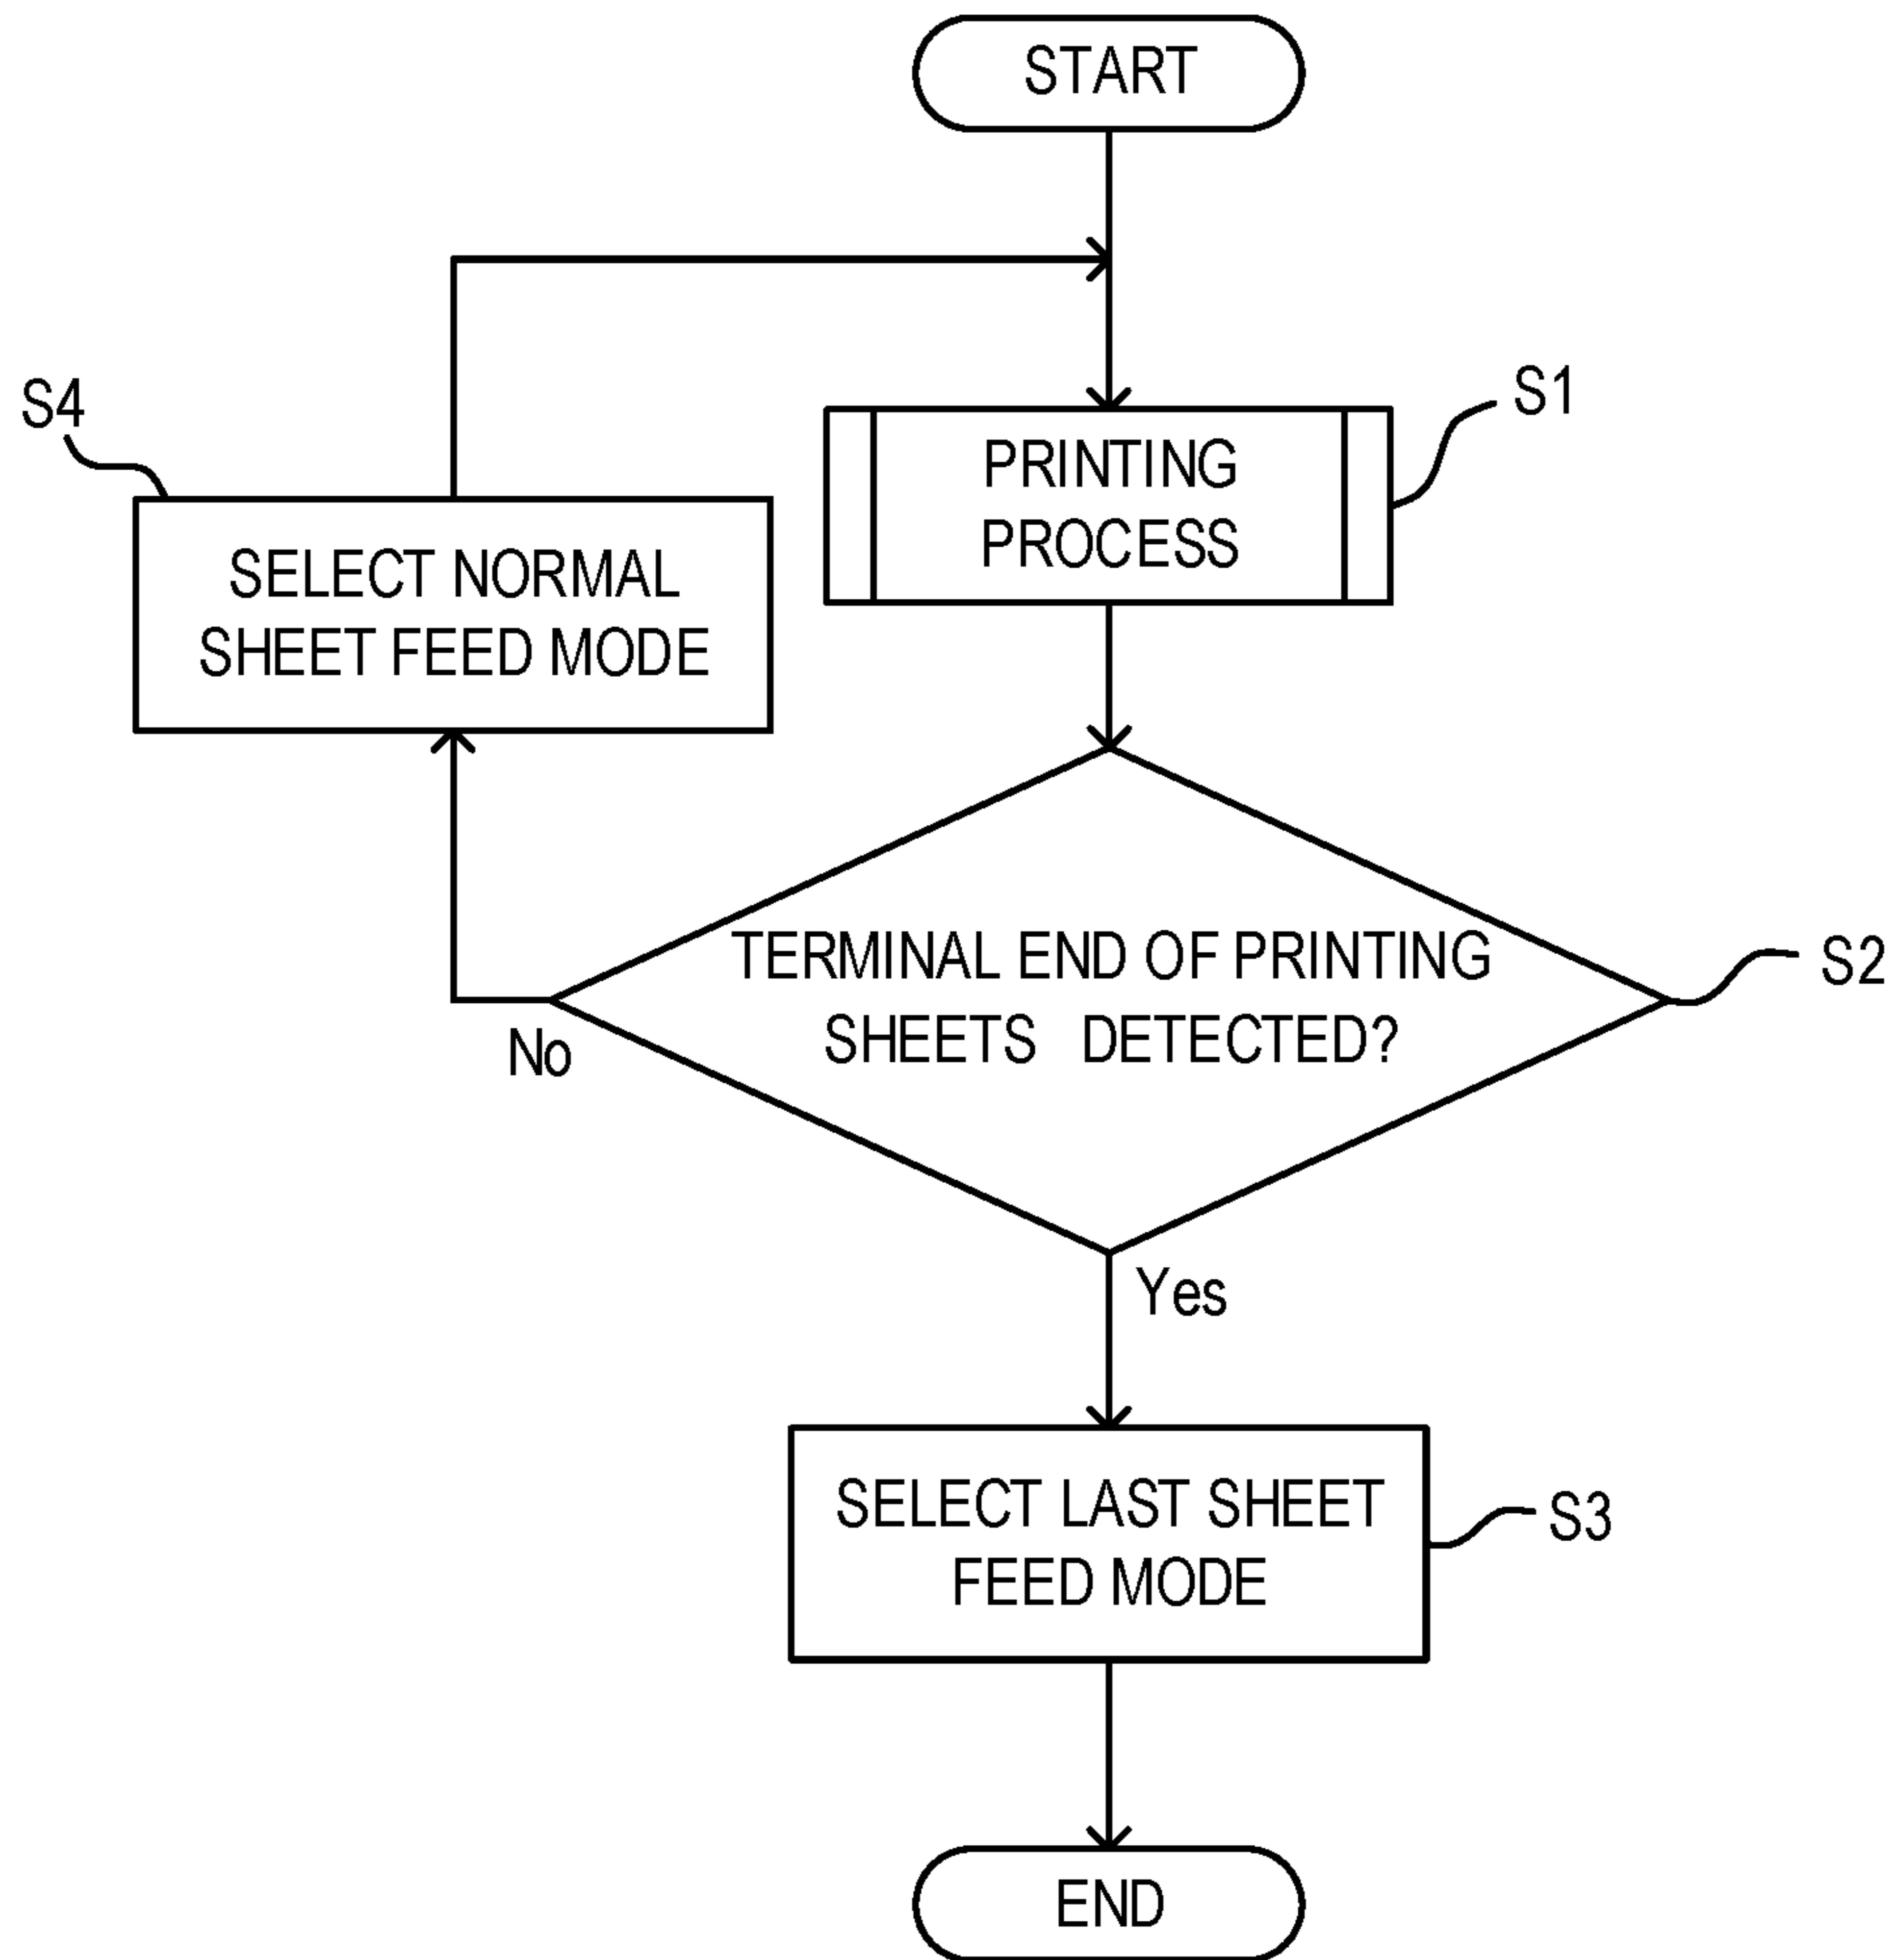 START
S4
S1
PRINTING
PROCESS
SELECT NORMAL
SHEET FEED MODE
TERMINAL END OF PRINTING
SHEETS DETECTED?
S2
No
Yes
SELECT LAST SHEET
FEED MODE
S3
END